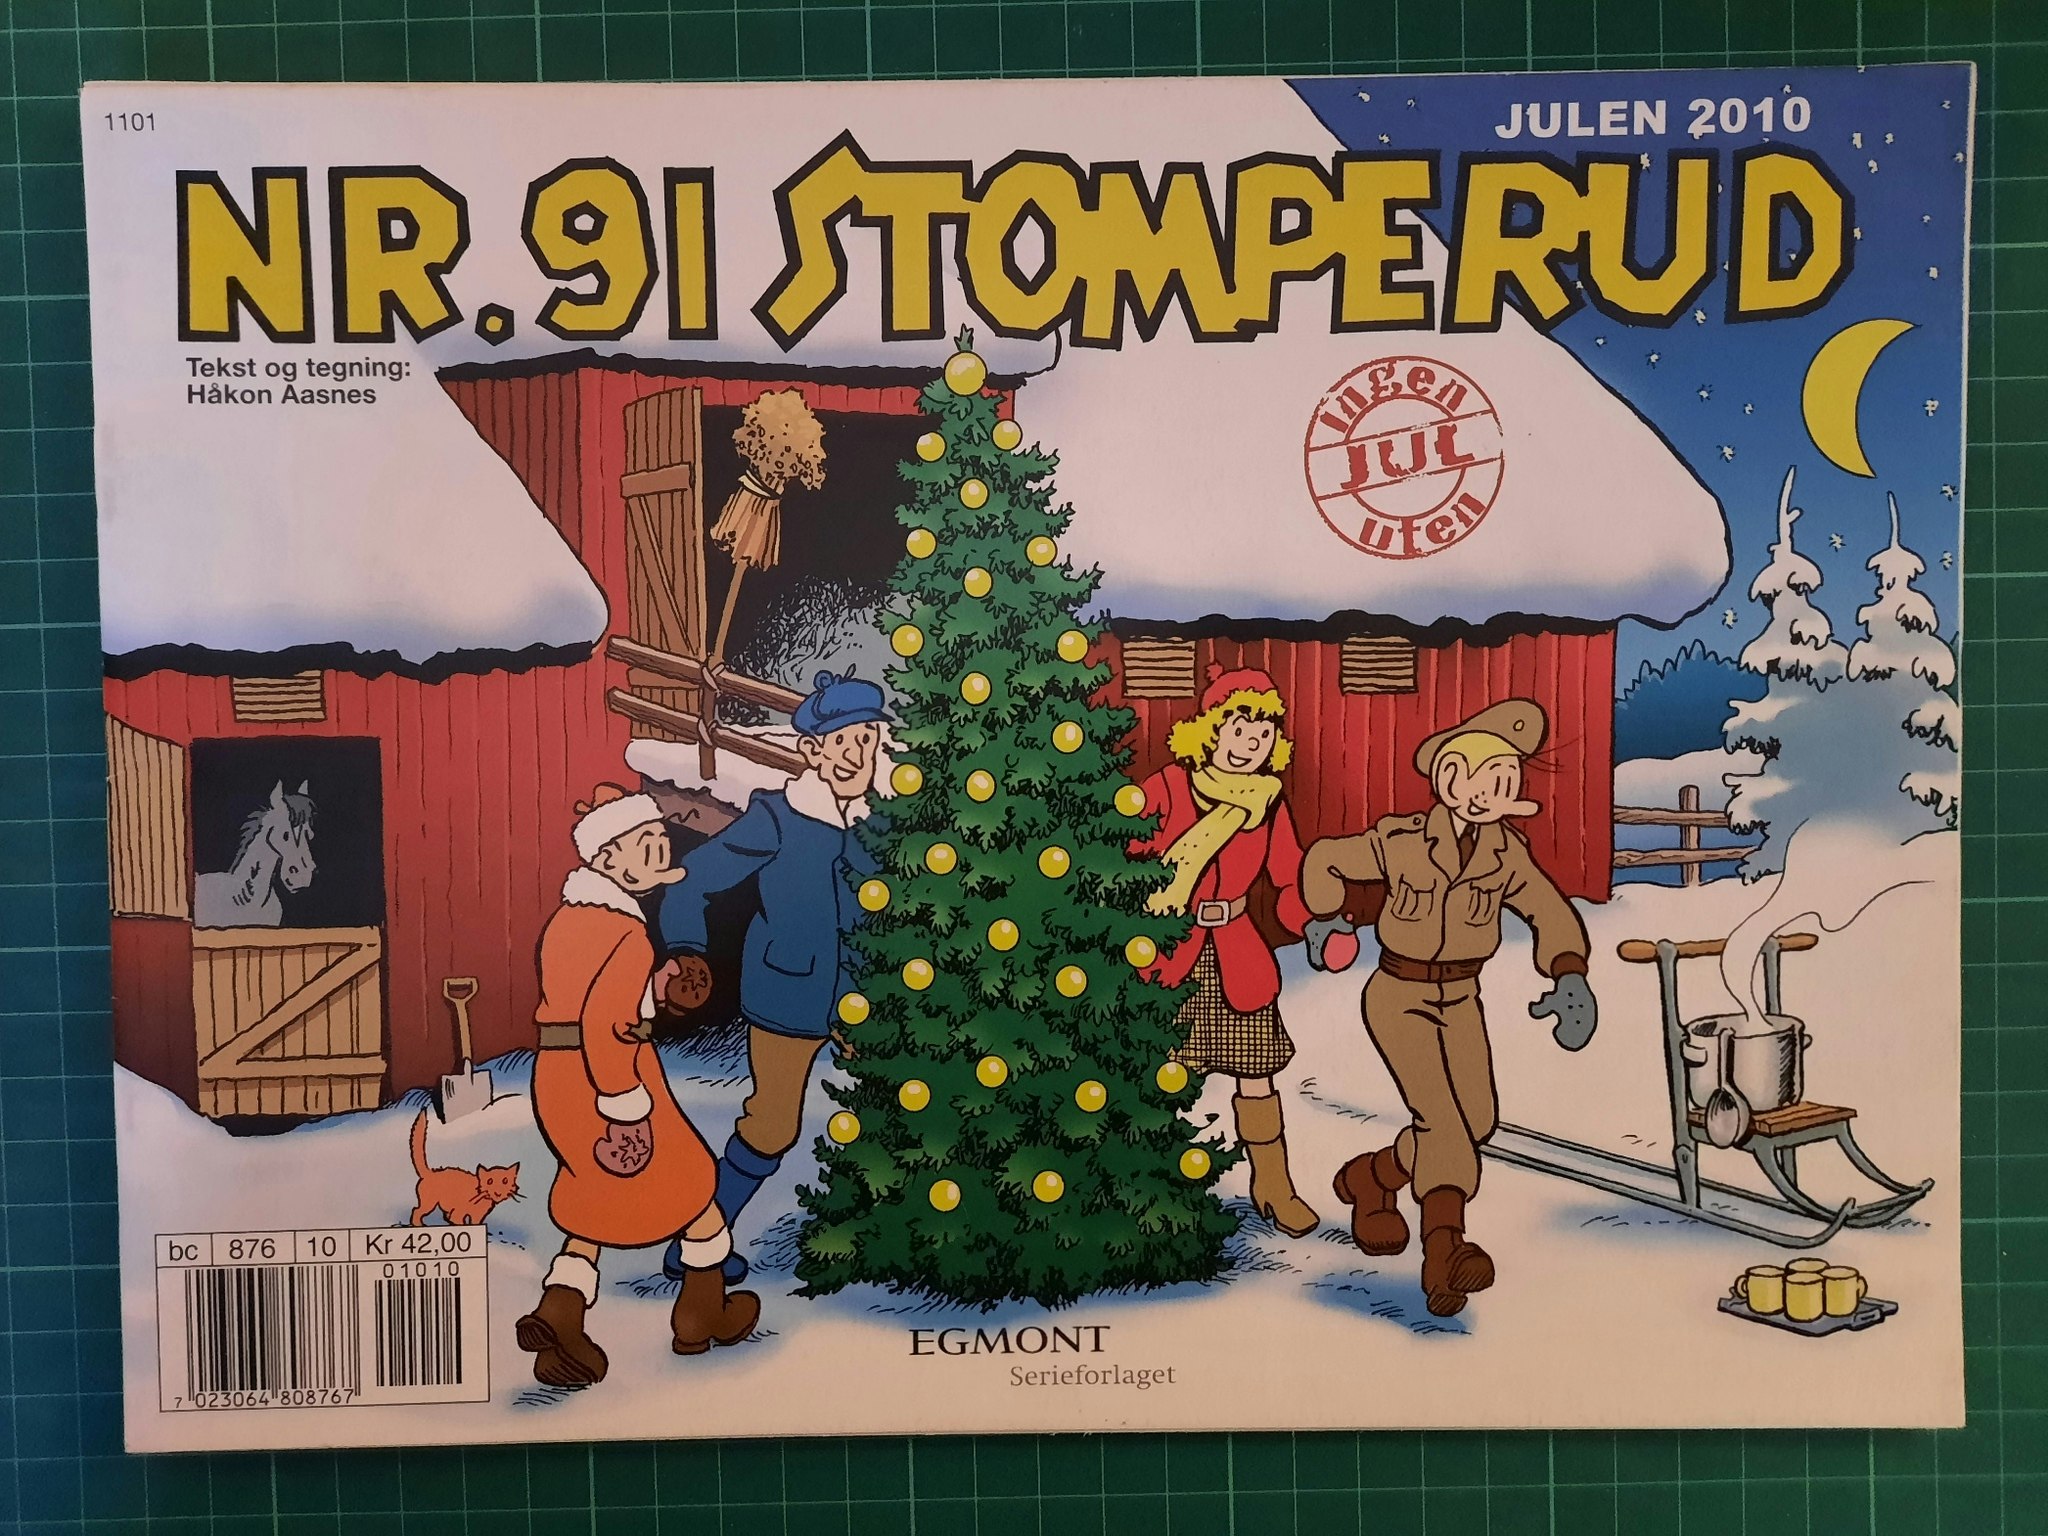 1101
JULEN 2010
NR. 91 STOMPERUD
Tekst og tegning:
Håkon Aasnes
ingen
JUL
uten
bc 876 10 Kr 42,00
01010
7 023064 808767
EGMONT
Serieforlaget